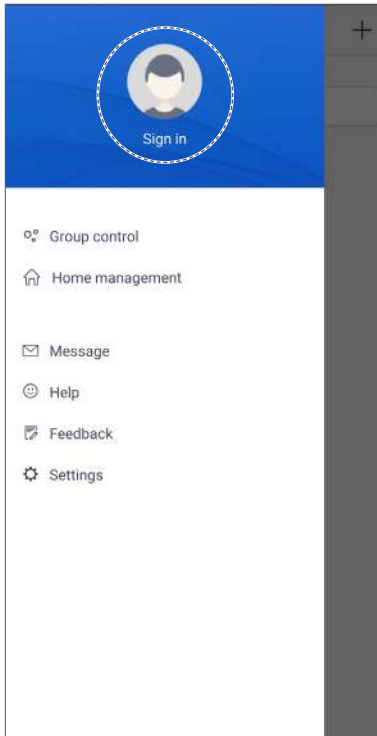 Sign in
Group control
Home management
Message
Help
Feedback
Settings